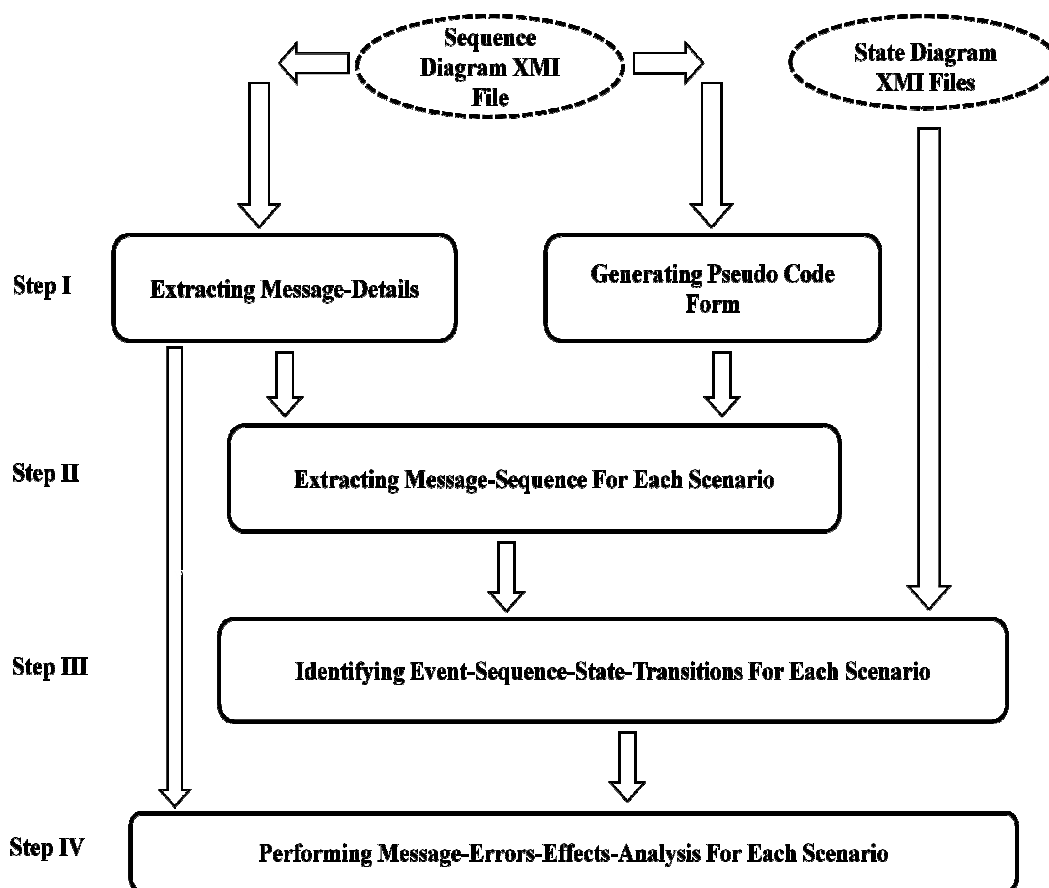 Sequence
Diagram XMI
File
State Diagram
XMI Files
Step I
Extracting Message-Details
Generating Pseudo Code
Form
Step II
Extracting Message-Sequence For Each Scenario
Step III
Identifying Event-Sequence-State-Transitions For Each Scenario
Step IV
Performing Message-Errors-Effects-Analysis For Each Scenario